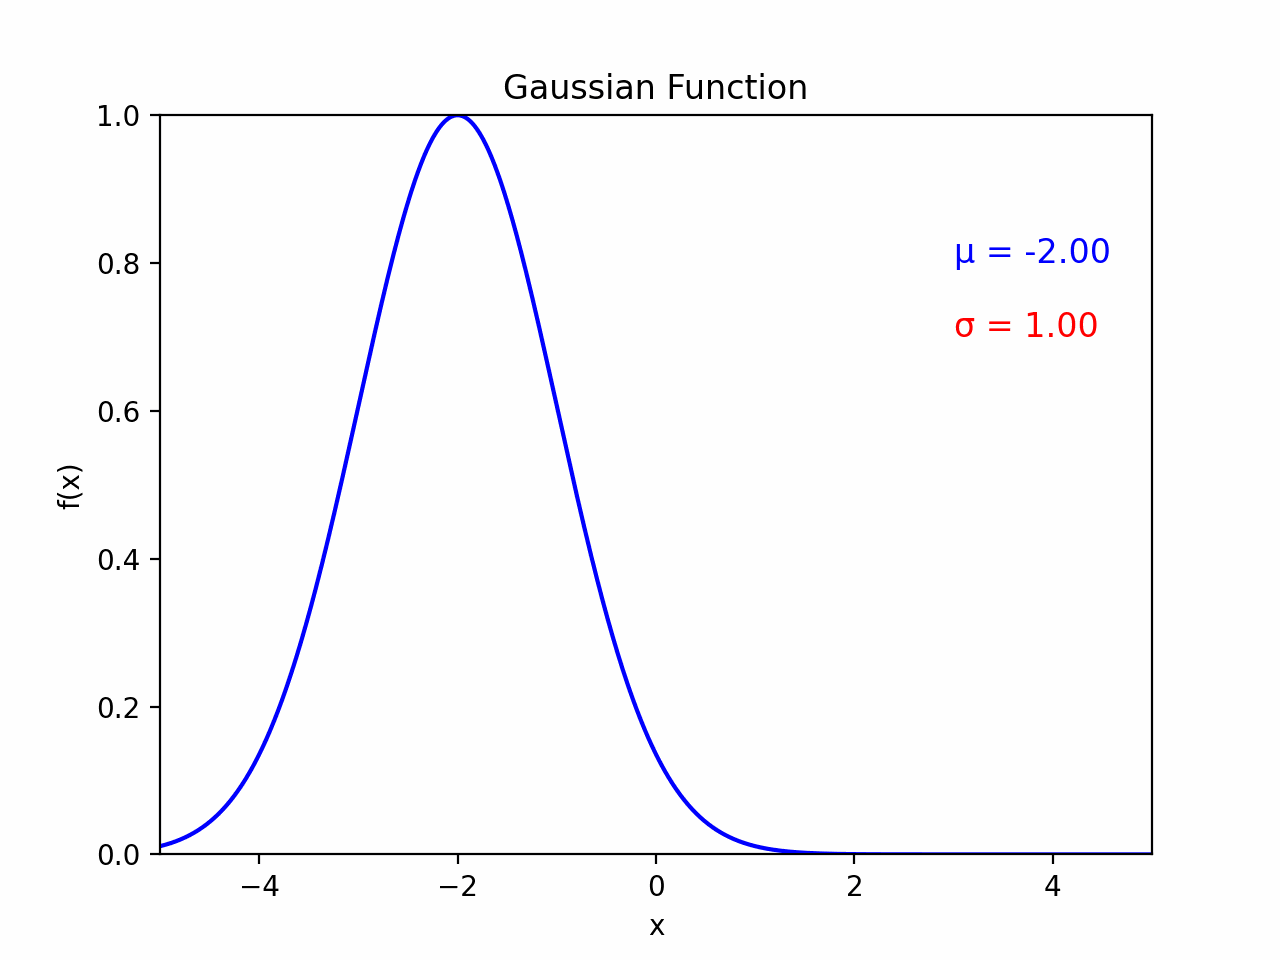 Gaussian Function
1.0
0.8
0.6
0.4
0.2
0.0
f(x)
μ = -2.00
σ = 1.00
−4 −2 0 2 4
x